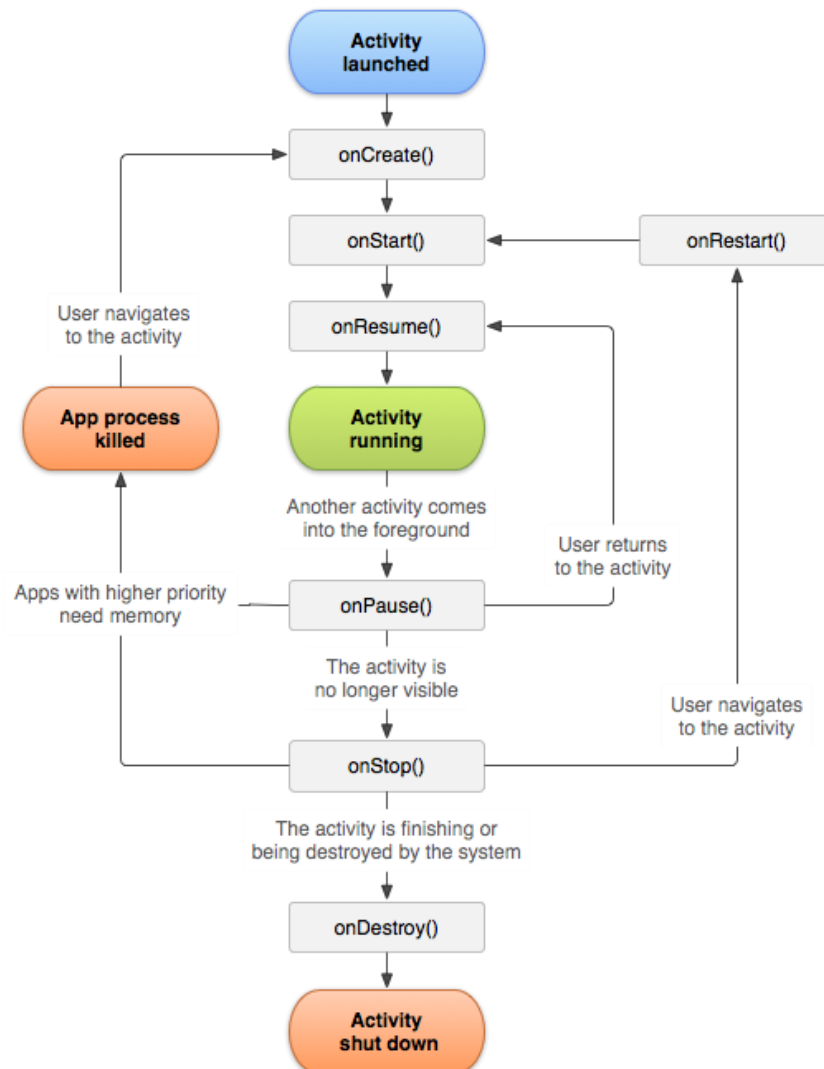 Activity
launched
onCreate()
onStart()
onRestart()
User navigates
to the activity
onResume()
App process
killed
Activity
running
Another activity comes
into the foreground
User returns
to the activity
Apps with higher priority
need memory
onPause()
The activity is
no longer visible
User navigates
to the activity
onStop()
The activity is finishing or
being destroyed by the system
onDestroy()
Activity
shut down